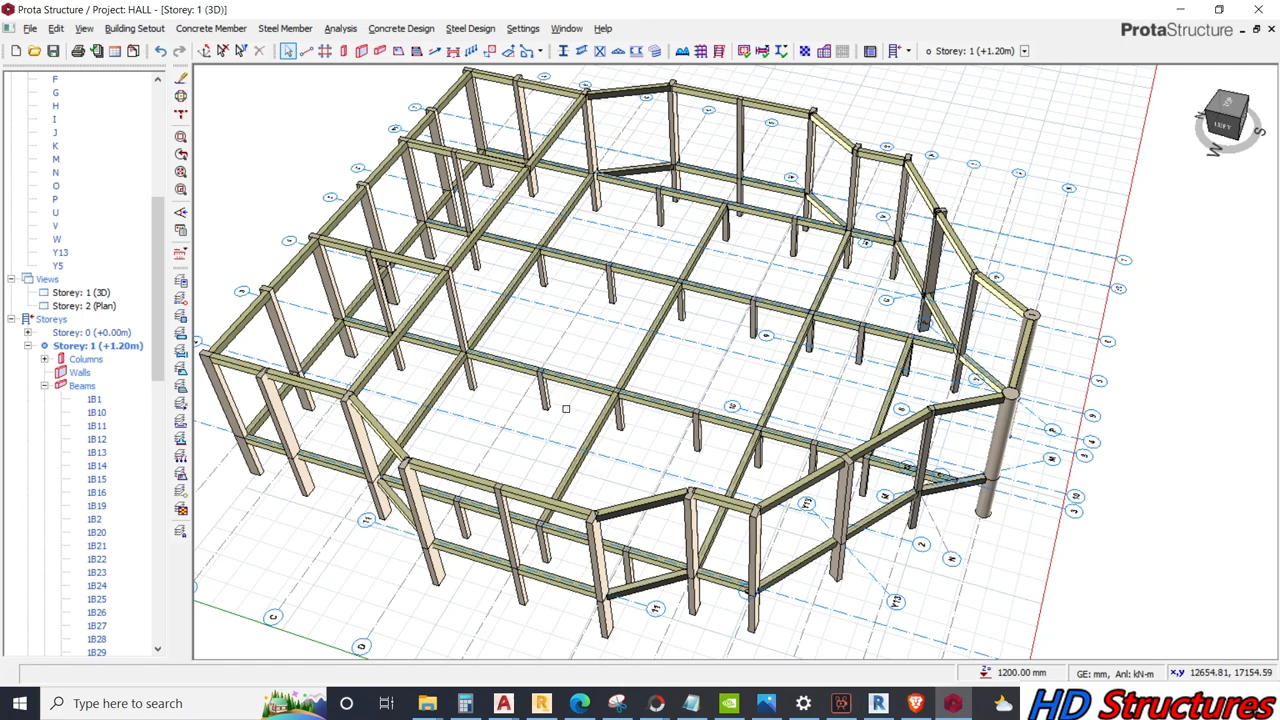 Prota Structure / Project: HALL - [Storey: 1 (3D)]
File Edit View Building Setout Concrete Member Steel Member Analysis Concrete Design Steel Design Settings Window Help
ProtaStructure
Storey: 1 (+1.20m)
F
G
H
I
J
K
M
N
O
P
U
V
W
Y13
Y5
Views
Storey: 1 (3D)
Storey: 2 (Plan)
Storeys
Storey: 0 (+0.00m)
Storey: 1 (+1.20m)
Columns
Walls
Beams
1B1
1B10
1B11
1B12
1B13
1B14
1B15
1B16
1B19
1B2
1B20
1B21
1B22
1B23
1B24
1B25
1B26
1B27
1B28
1B29
TOP
LEFT
S
W
C
D
Y13
1200.00 mm
GE: mm, Anl: kN-m
x,y 12654.81, 17154.59
Type here to search
HD Structures